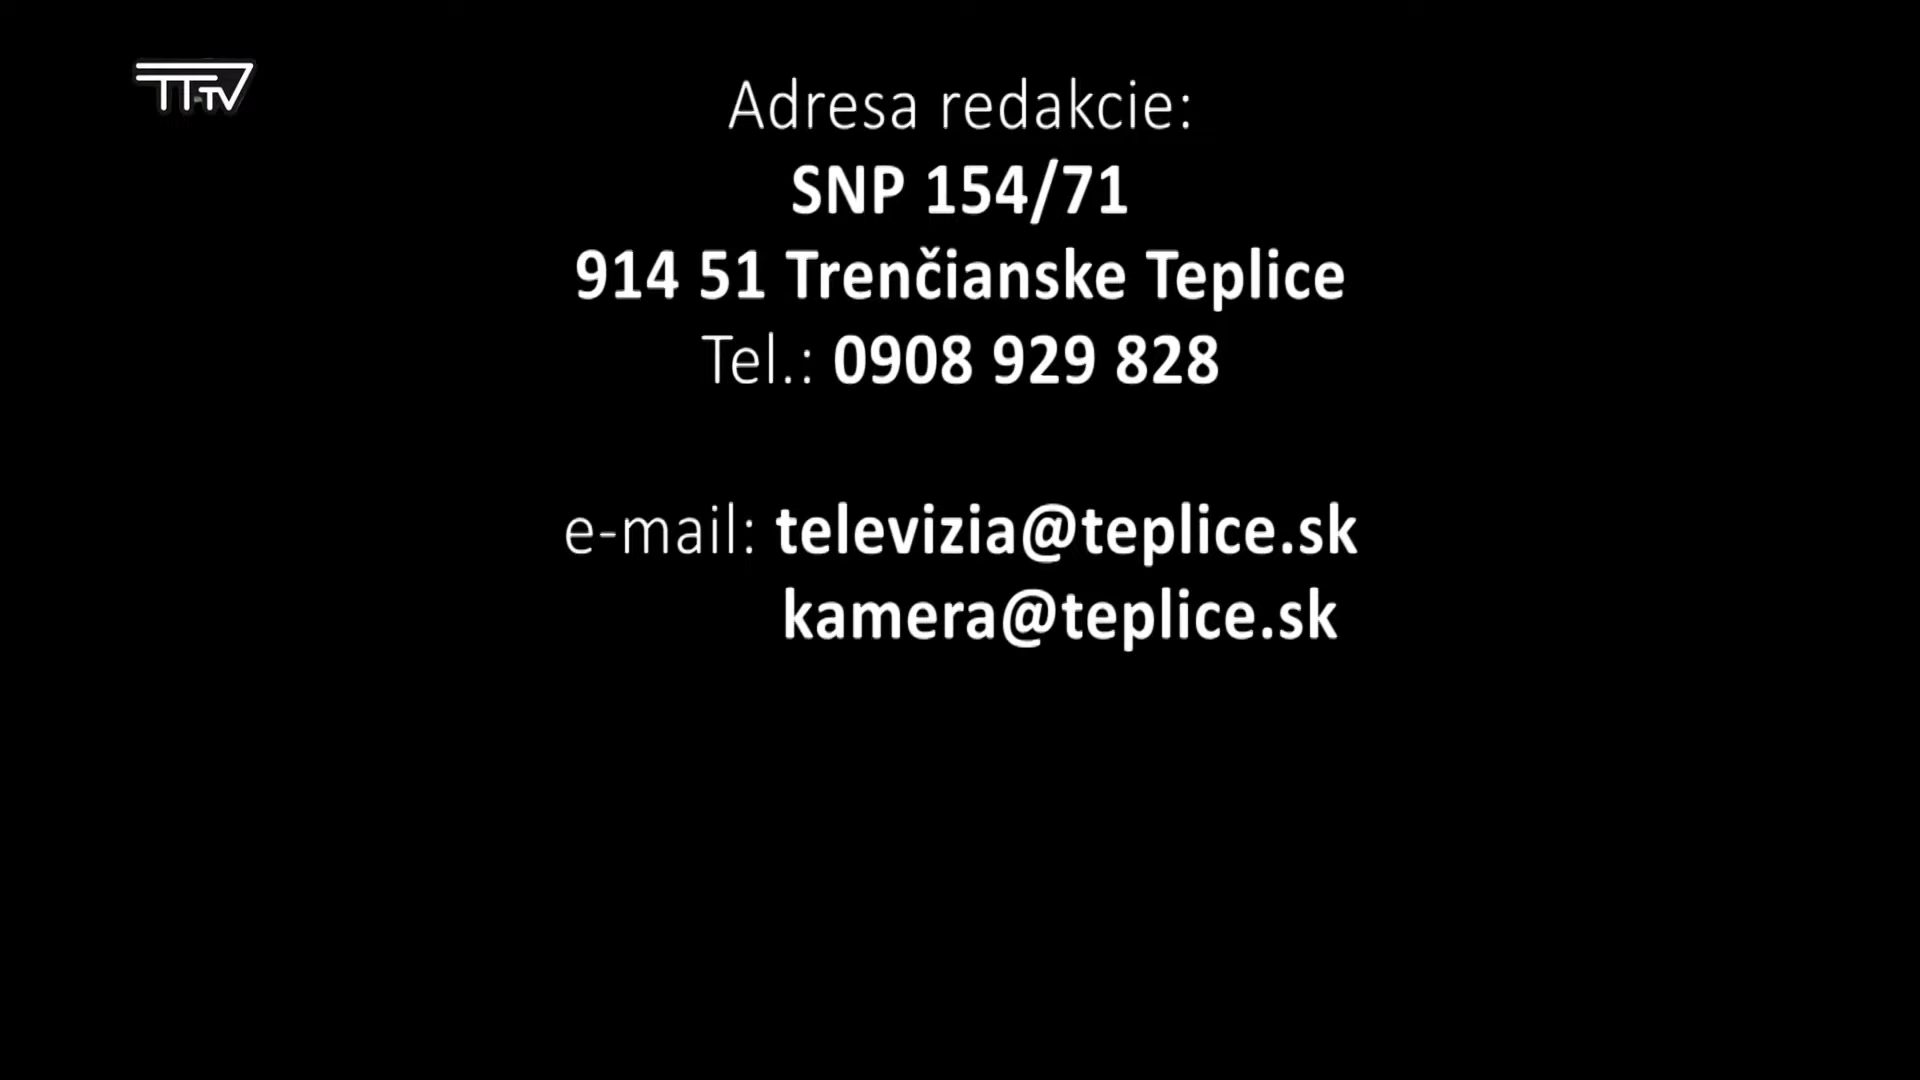 TT.TV
Adresa redakcie:
SNP 154/71
914 51 Trenčianske Teplice
Tel.: 0908 929 828
e-mail: televizia@teplice.sk
kamera@teplice.sk